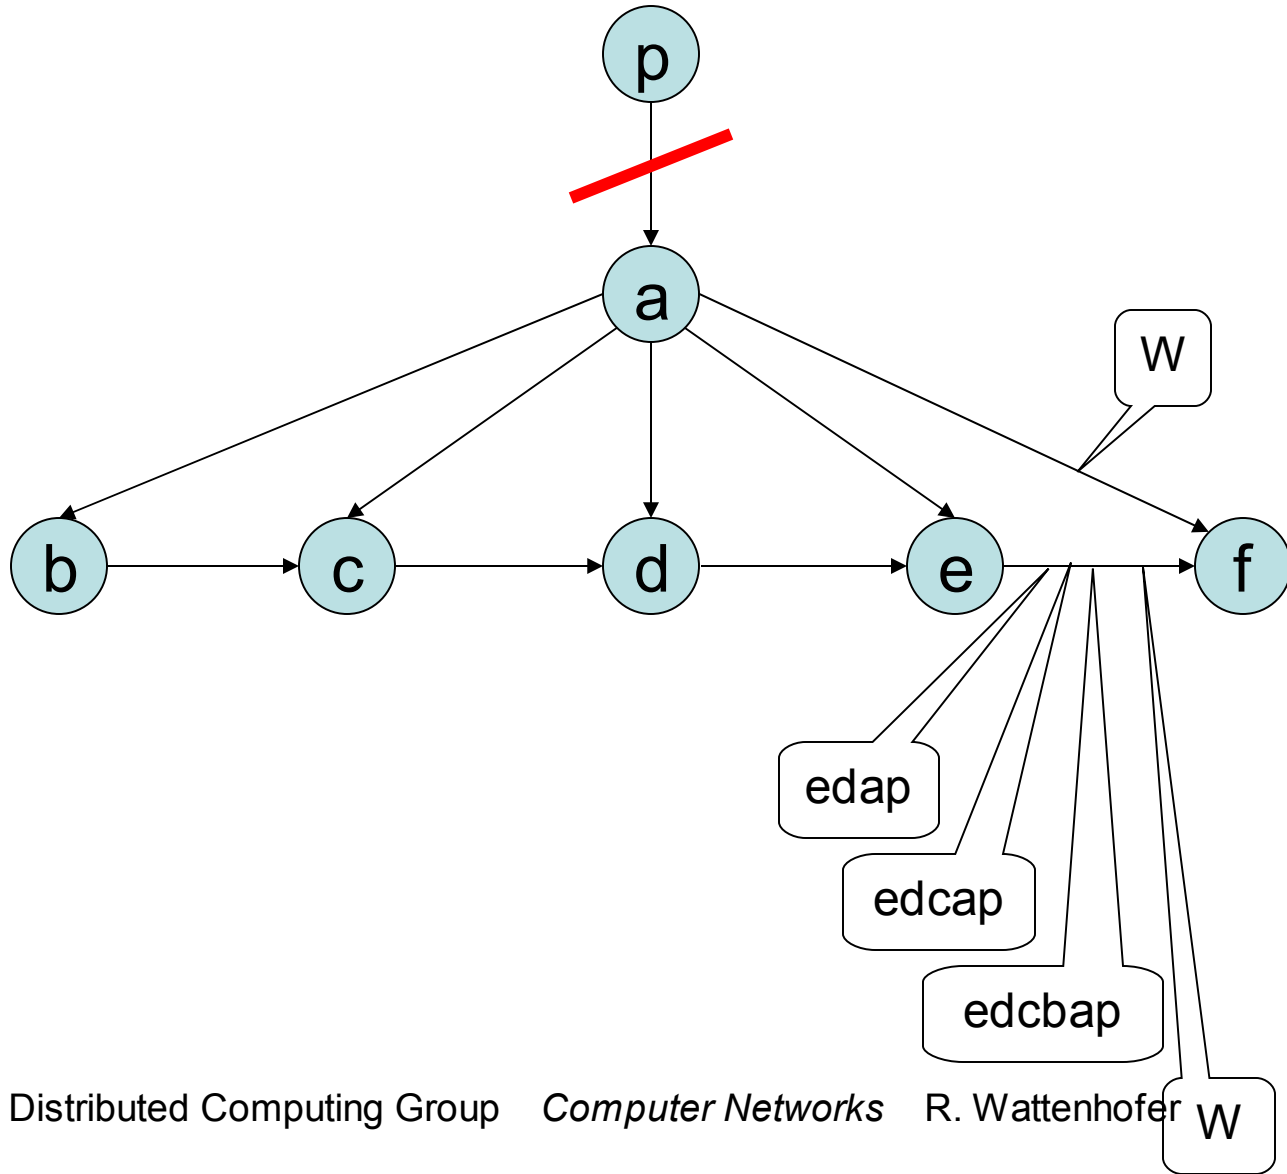 p
a
W
b
c
d
e
f
edap
edcap
edcbap
Distributed Computing Group Computer Networks R. Wattenhofer
W